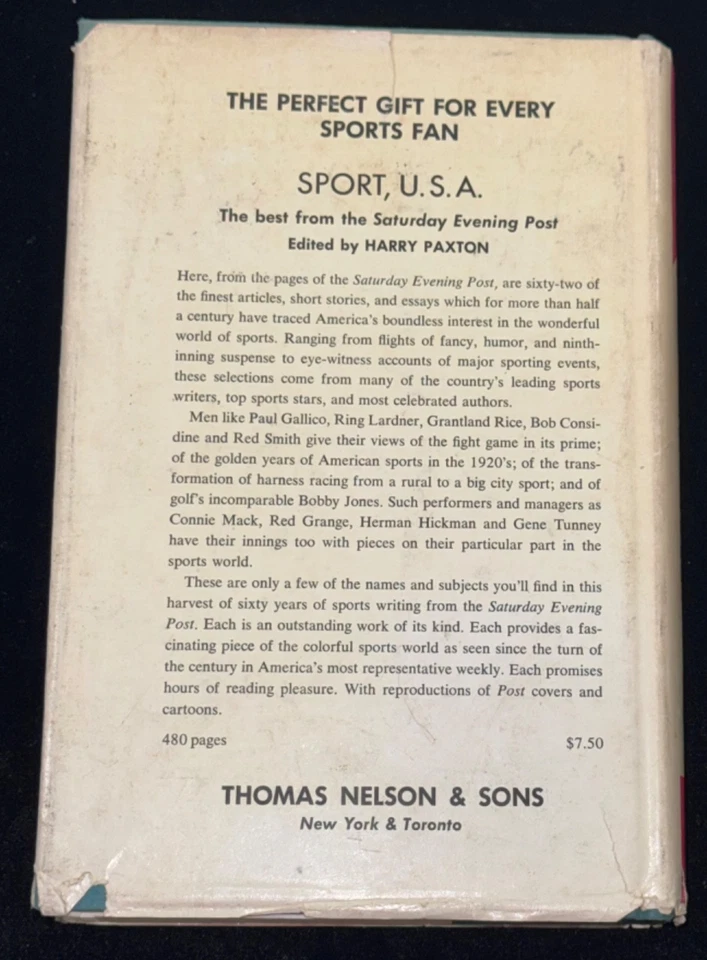 THE PERFECT GIFT FOR EVERY
SPORTS FAN
SPORT, U.S.A.
The best from the Saturday Evening Post
Edited by HARRY PAXTON
Here, from the pages of the Saturday Evening Post, are sixty-two of
the finest articles, short stories, and essays which for more than half
a century have traced America's boundless interest in the wonderful
world of sports. Ranging from flights of fancy, humor, and ninth-
inning suspense to eye-witness accounts of major sporting events,
these selections come from many of the country's leading sports
writers, top sports stars, and most celebrated authors.
Men like Paul Gallico, Ring Lardner, Grantland Rice, Bob Consi-
dine and Red Smith give their views of the fight game in its prime;
of the golden years of American sports in the 1920's; of the trans-
formation of harness racing from a rural to a big city sport; and of
golf's incomparable Bobby Jones. Such performers and managers as
Connie Mack, Red Grange, Herman Hickman and Gene Tunney
have their innings too with pieces on their particular part in the
sports world.
These are only a few of the names and subjects you'll find in this
harvest of sixty years of sports writing from the Saturday Evening
Post. Each is an outstanding work of its kind. Each provides a fas-
cinating piece of the colorful sports world as seen since the turn of
the century in America's most representative weekly. Each promises
hours of reading pleasure. With reproductions of Post covers and
cartoons.
480 pages $7.50
THOMAS NELSON & SONS
New York & Toronto